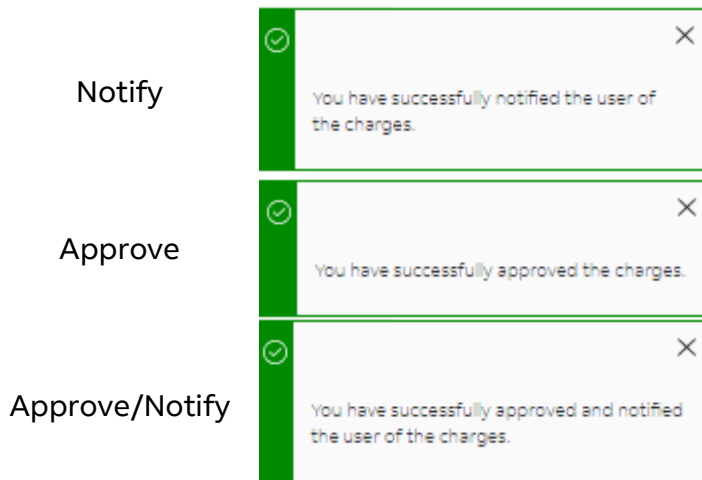 Notify
You have successfully notified the user of
the charges.
Approve
You have successfully approved the charges.
Approve/Notify
You have successfully approved and notified
the user of the charges.